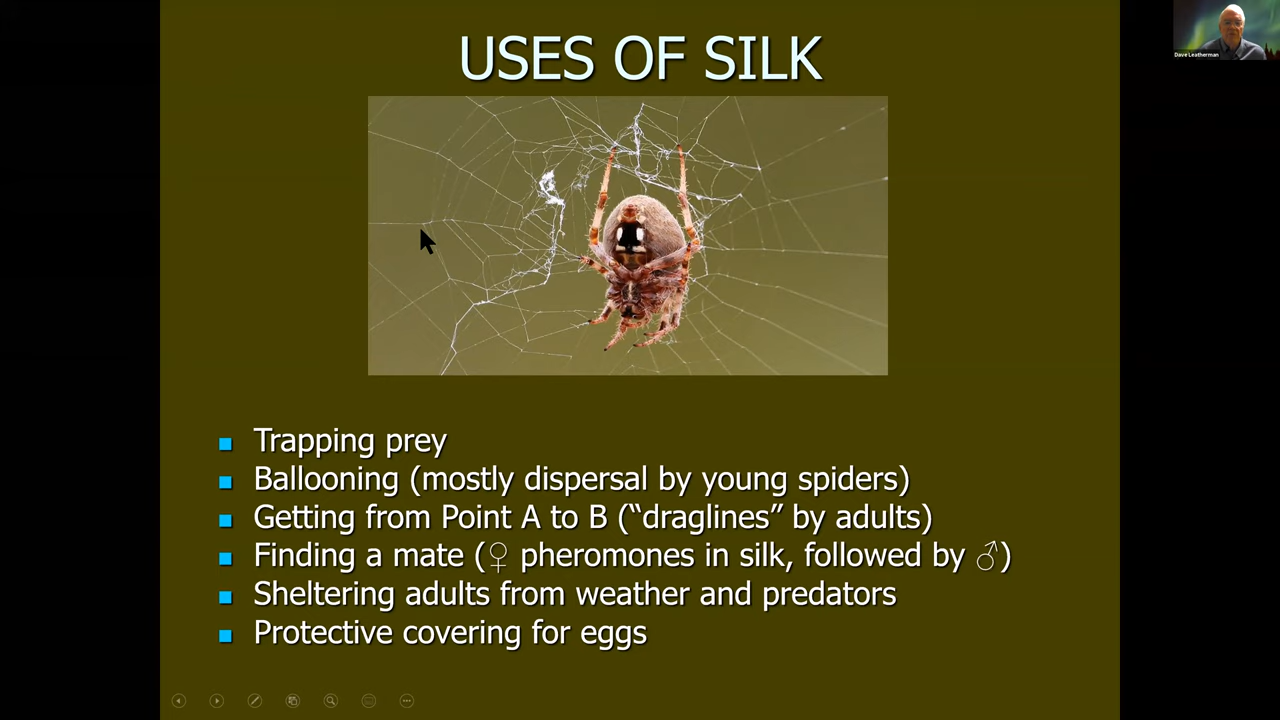 Dave Leatherman
USES OF SILK
Trapping prey
Ballooning (mostly dispersal by young spiders)
Getting from Point A to B (“draglines” by adults)
Finding a mate (♀ pheromones in silk, followed by ♂)
Sheltering adults from weather and predators
Protective covering for eggs